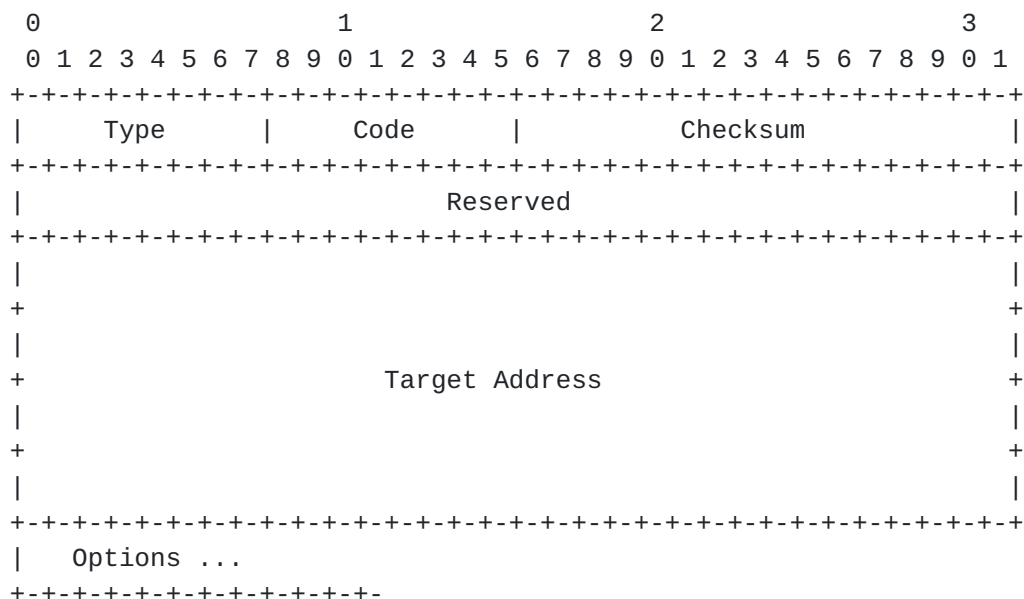 0                   1                   2                   3
 0 1 2 3 4 5 6 7 8 9 0 1 2 3 4 5 6 7 8 9 0 1 2 3 4 5 6 7 8 9 0 1
+-+-+-+-+-+-+-+-+-+-+-+-+-+-+-+-+-+-+-+-+-+-+-+-+-+-+-+-+-+-+-+-+
|     Type      |     Code      |          Checksum             |
+-+-+-+-+-+-+-+-+-+-+-+-+-+-+-+-+-+-+-+-+-+-+-+-+-+-+-+-+-+-+-+-+
|                           Reserved                            |
+-+-+-+-+-+-+-+-+-+-+-+-+-+-+-+-+-+-+-+-+-+-+-+-+-+-+-+-+-+-+-+-+
|                                                               |
+                                                               +
|                                                               |
+                       Target Address                          +
|                                                               |
+                                                               +
|                                                               |
+-+-+-+-+-+-+-+-+-+-+-+-+-+-+-+-+-+-+-+-+-+-+-+-+-+-+-+-+-+-+-+-+
|   Options ...
+-+-+-+-+-+-+-+-+-+-+-+-